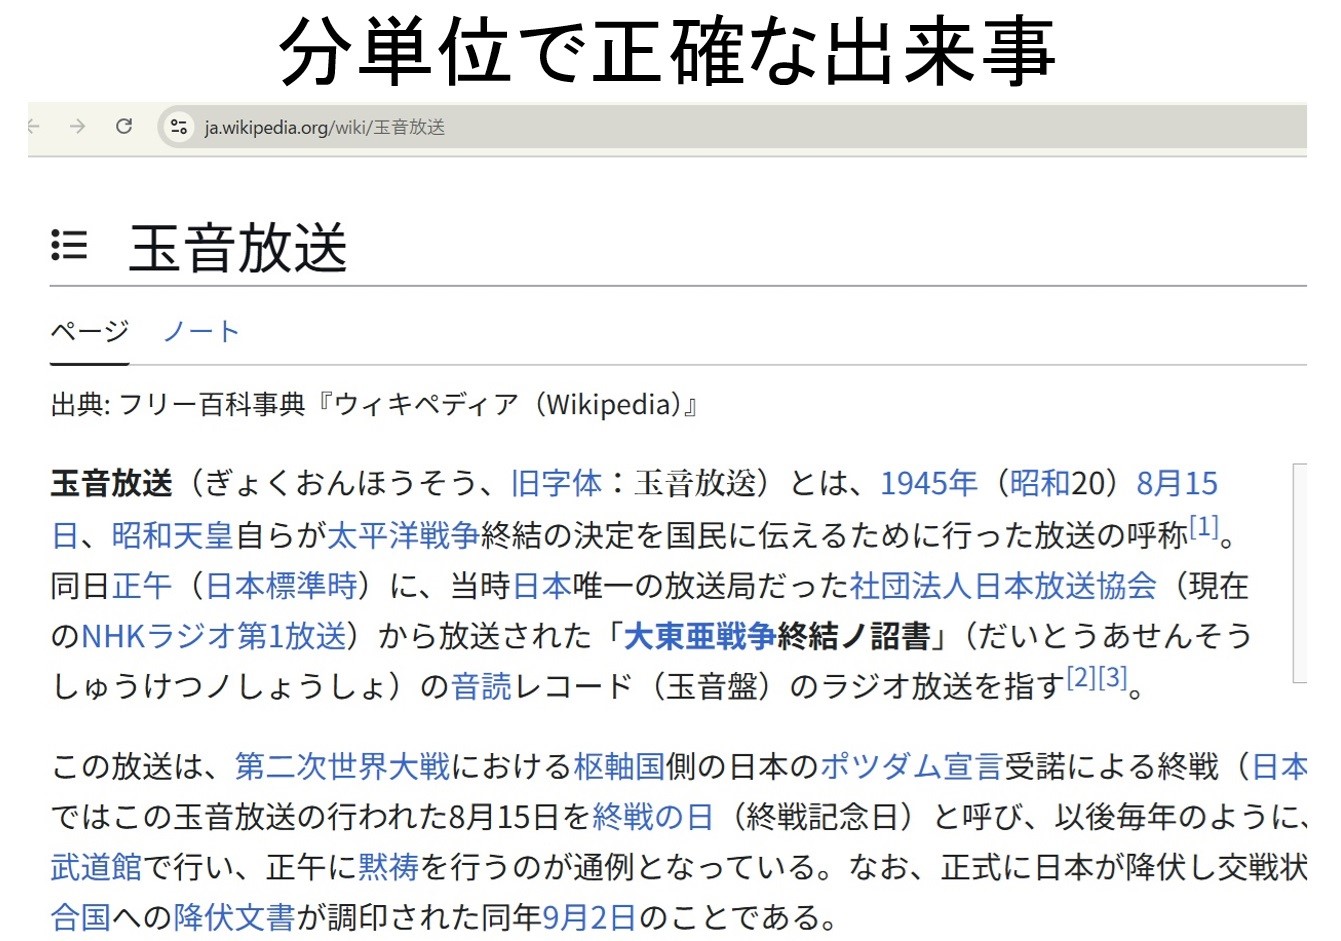 分単位で正確な出来事
ja.wikipedia.org/wiki/玉音放送
玉音放送
ページ ノート
出典: フリー百科事典『ウィキペディア（Wikipedia）』
玉音放送（ぎょくおんほうそう、旧字体：玉音放送）とは、1945年（昭和20）8月15
日、昭和天皇自らが太平洋戦争終結の決定を国民に伝えるために行った放送の呼称[1]。
同日正午（日本標準時）に、当時日本唯一の放送局だった社団法人日本放送協会（現在
のNHKラジオ第1放送）から放送された「大東亜戦争終結ノ詔書」（だいとうあせんそう
しゅうけつノしょうしょ）の音読レコード（玉音盤）のラジオ放送を指す[2][3]。
この放送は、第二次世界大戦における枢軸国側の日本のポツダム宣言受諾による終戦（日本
ではこの玉音放送の行われた8月15日を終戦の日（終戦記念日）と呼び、以後毎年のように、
武道館で行い、正午に黙祷を行うのが通例となっている。なお、正式に日本が降伏し交戦状
合国への降伏文書が調印された同年9月2日のことである。